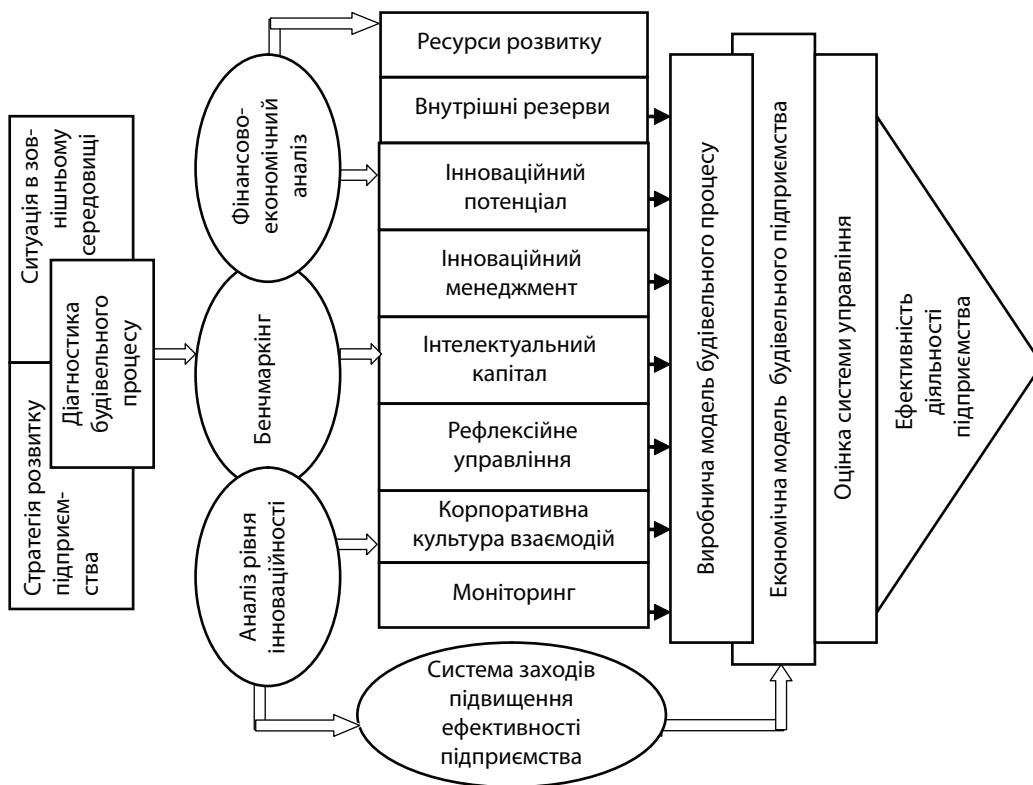 Ситуація в зов-
нішньому
середовищі
Стратегія розвитку
підприєм-
ства
Діагностика
будівельного
процесу
Фінансово-
економічний
аналіз
Бенчмаркінг
Аналіз рівня
інноваційності
Ресурси розвитку
Внутрішні резерви
Інноваційний
потенціал
Інноваційний
менеджмент
Інтелектуальний
капітал
Рефлексійне
управління
Корпоративна
культура взаємодій
Моніторинг
Система заходів
підвищення
ефективності
підприємства
Виробнича модель будівельного процесу
Економічна модель будівельного підприємства
Оцінка системи управління
Ефективність
діяльності
підприємства